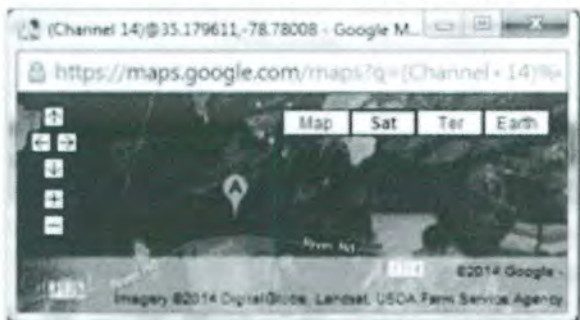 (Channel 14)@35.179611,-78.78008 - Google M...
https://maps.google.com/maps?q=(Channel+14)%
Map Sat Ter Earth
A
©2014 Google -
Imagery ©2014 DigitalGlobe, Landsat, USDA Farm Service Agency